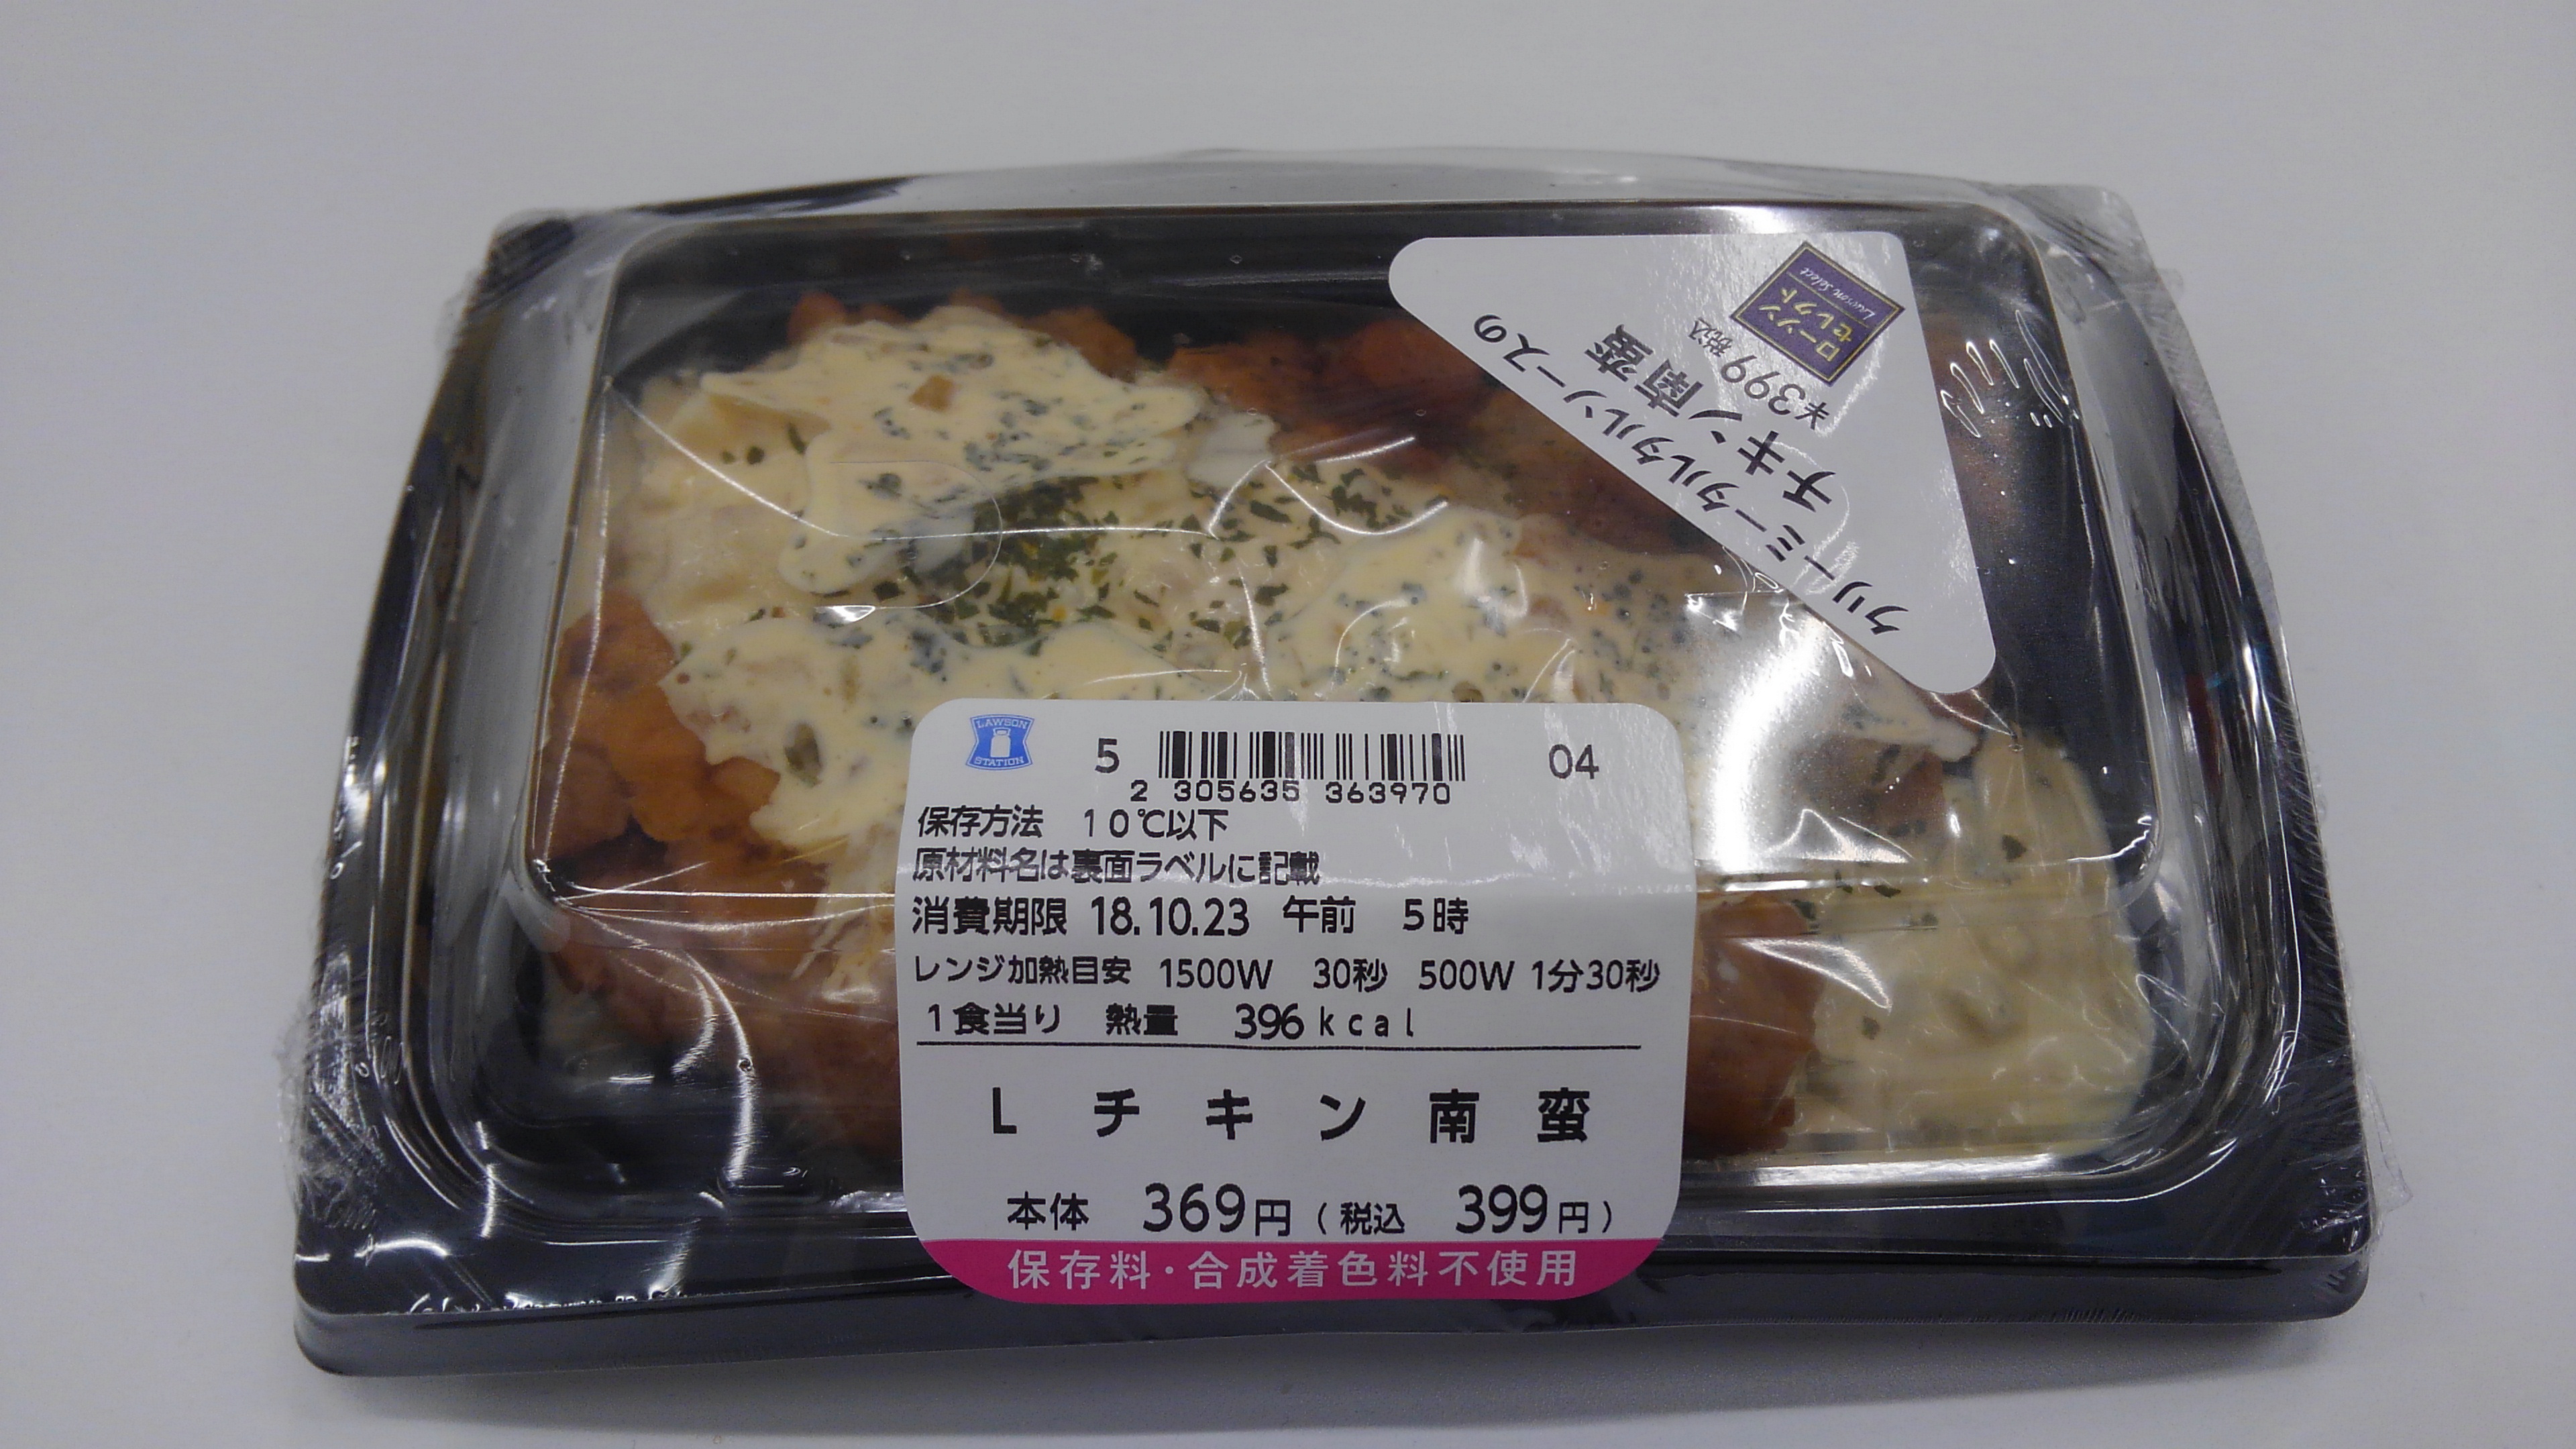 クリーミータルタルソースの
チキン南蛮
¥399税込
ローソン
セレクト
Lawson Select
LAWSON
STATION
5 04
2 305635 363970
保存方法 10℃以下
原材料名は裏面ラベルに記載
消費期限 18.10.23 午前 5時
レンジ加熱目安 1500W 30秒 500W 1分30秒
1食当り 熱量 396kcal
L チキン南蛮
本体 369円(税込 399円)
保存料・合成着色料不使用